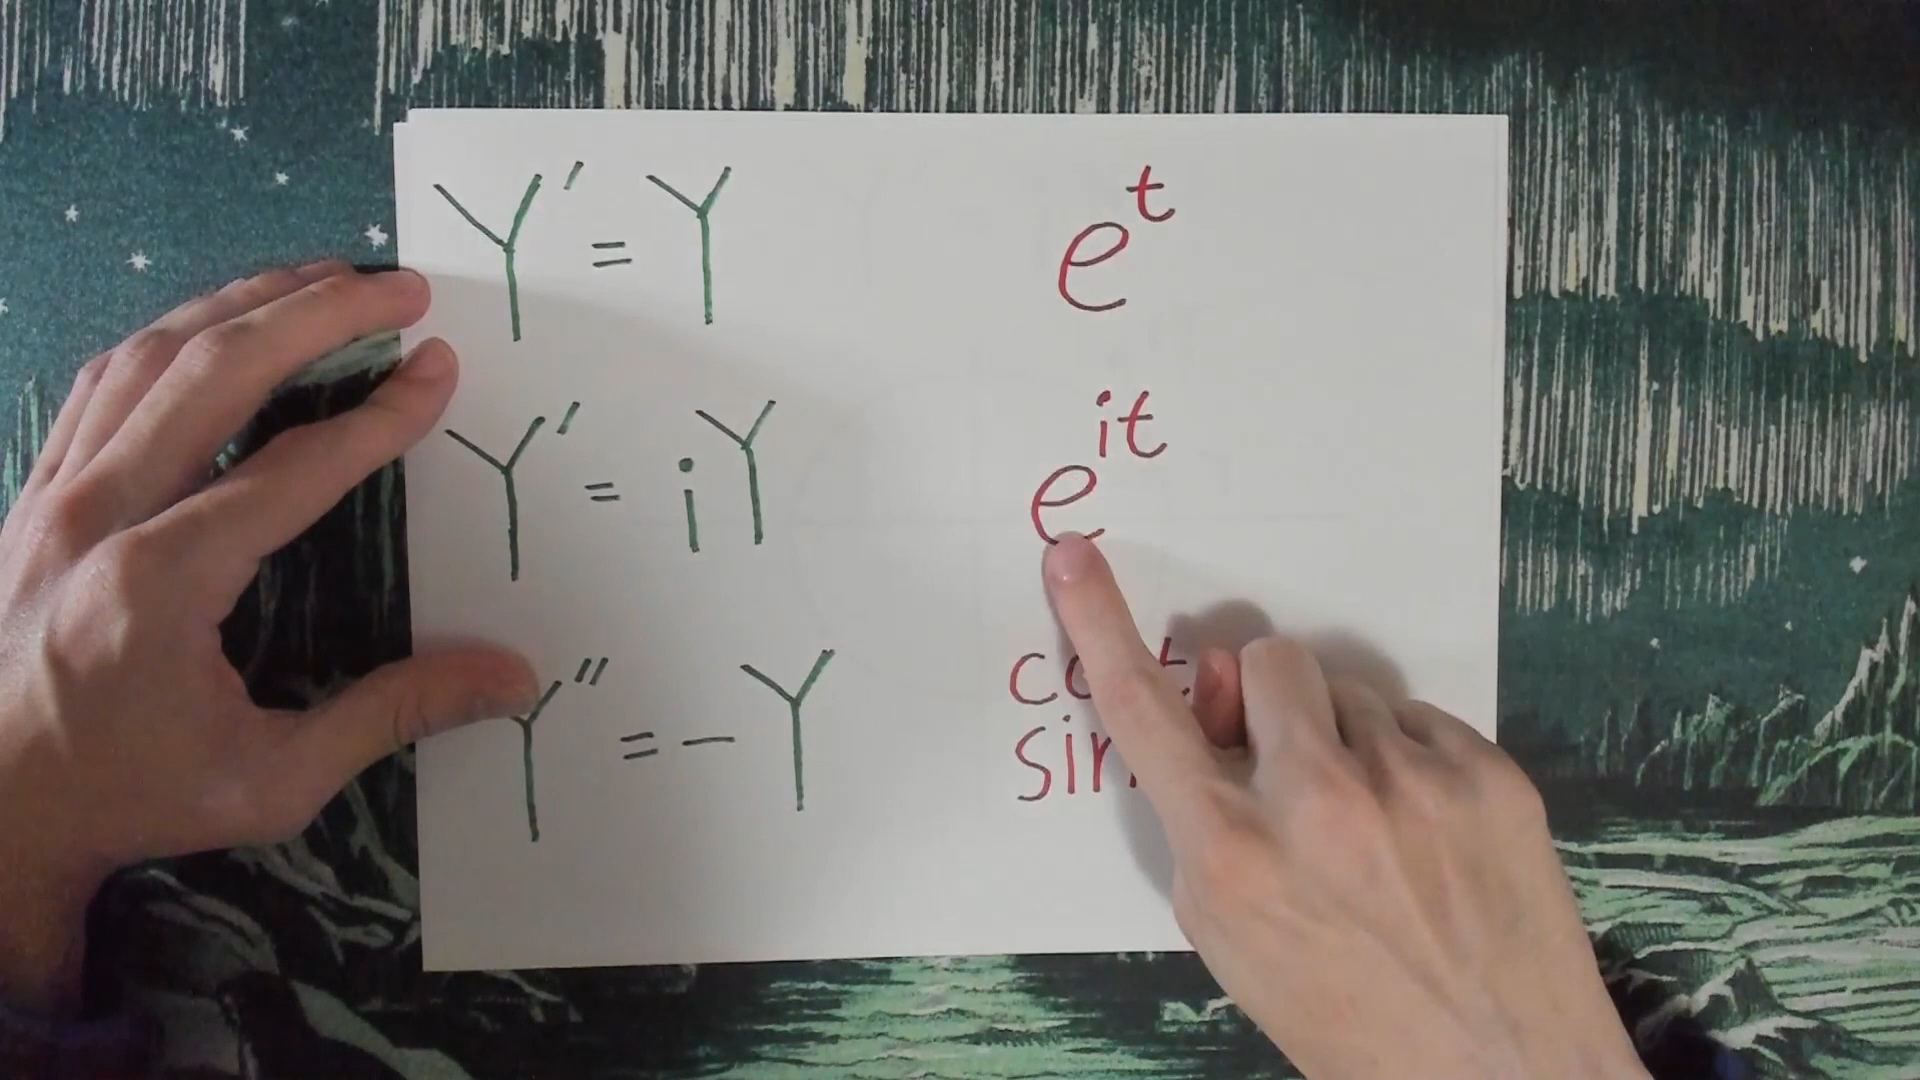 Y' = Y
e^t
Y' = iY
e^it
Y'' = -Y